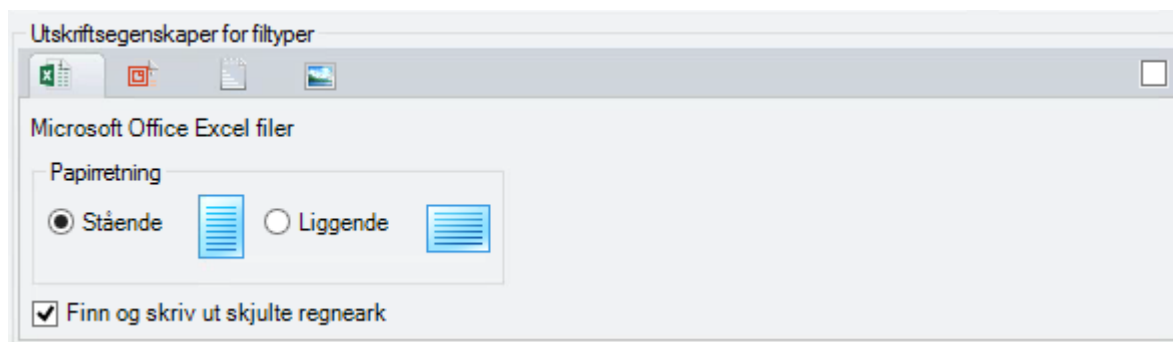 Utskriftsegenskaper for filtyper
Microsoft Office Excel filer
Papirretning
Stående
Liggende
Finn og skriv ut skjulte regneark